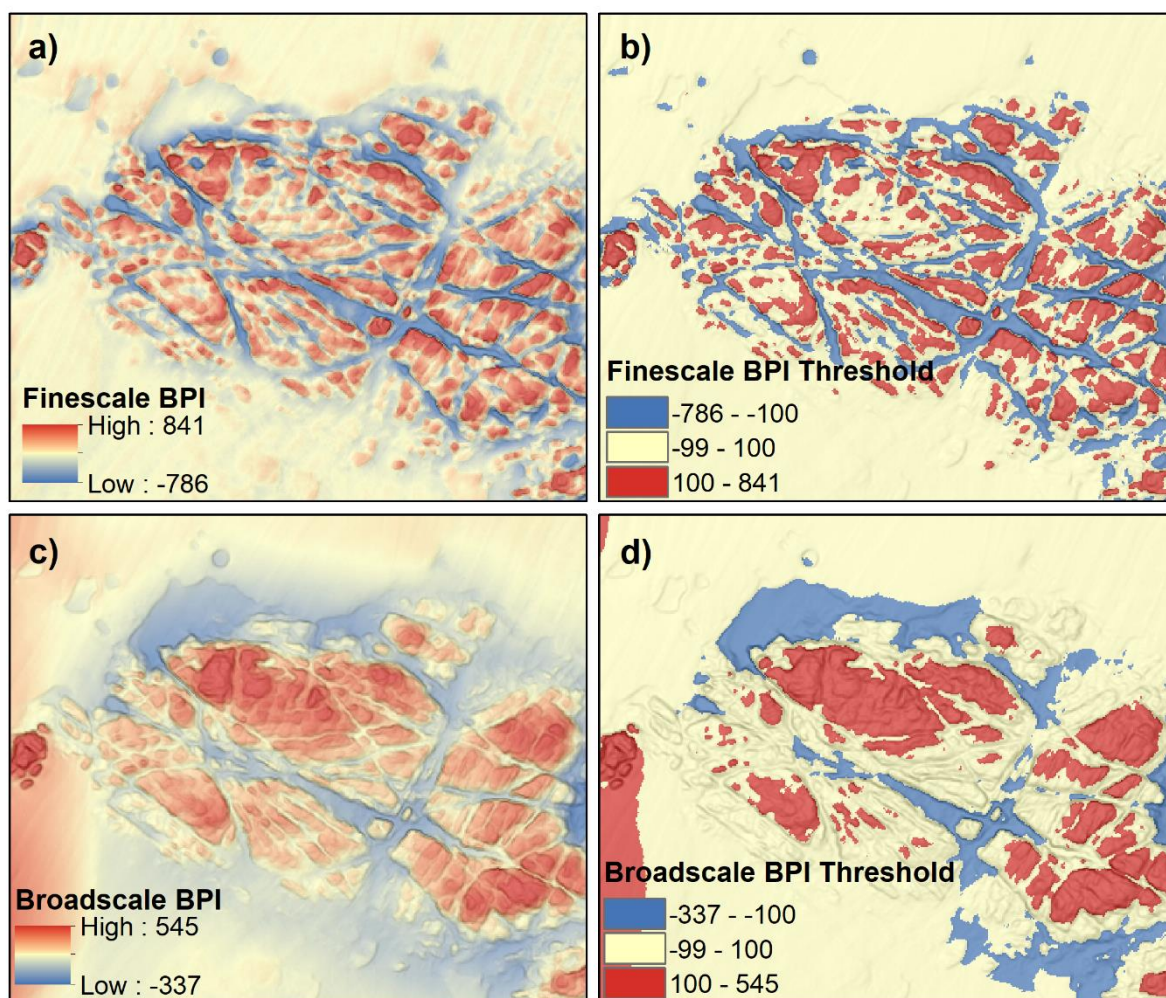 a)
Finescale BPI
High : 841
Low : -786
b)
Finescale BPI Threshold
-786 - -100
-99 - 100
100 - 841
c)
Broadscale BPI
High : 545
Low : -337
d)
Broadscale BPI Threshold
-337 - -100
-99 - 100
100 - 545